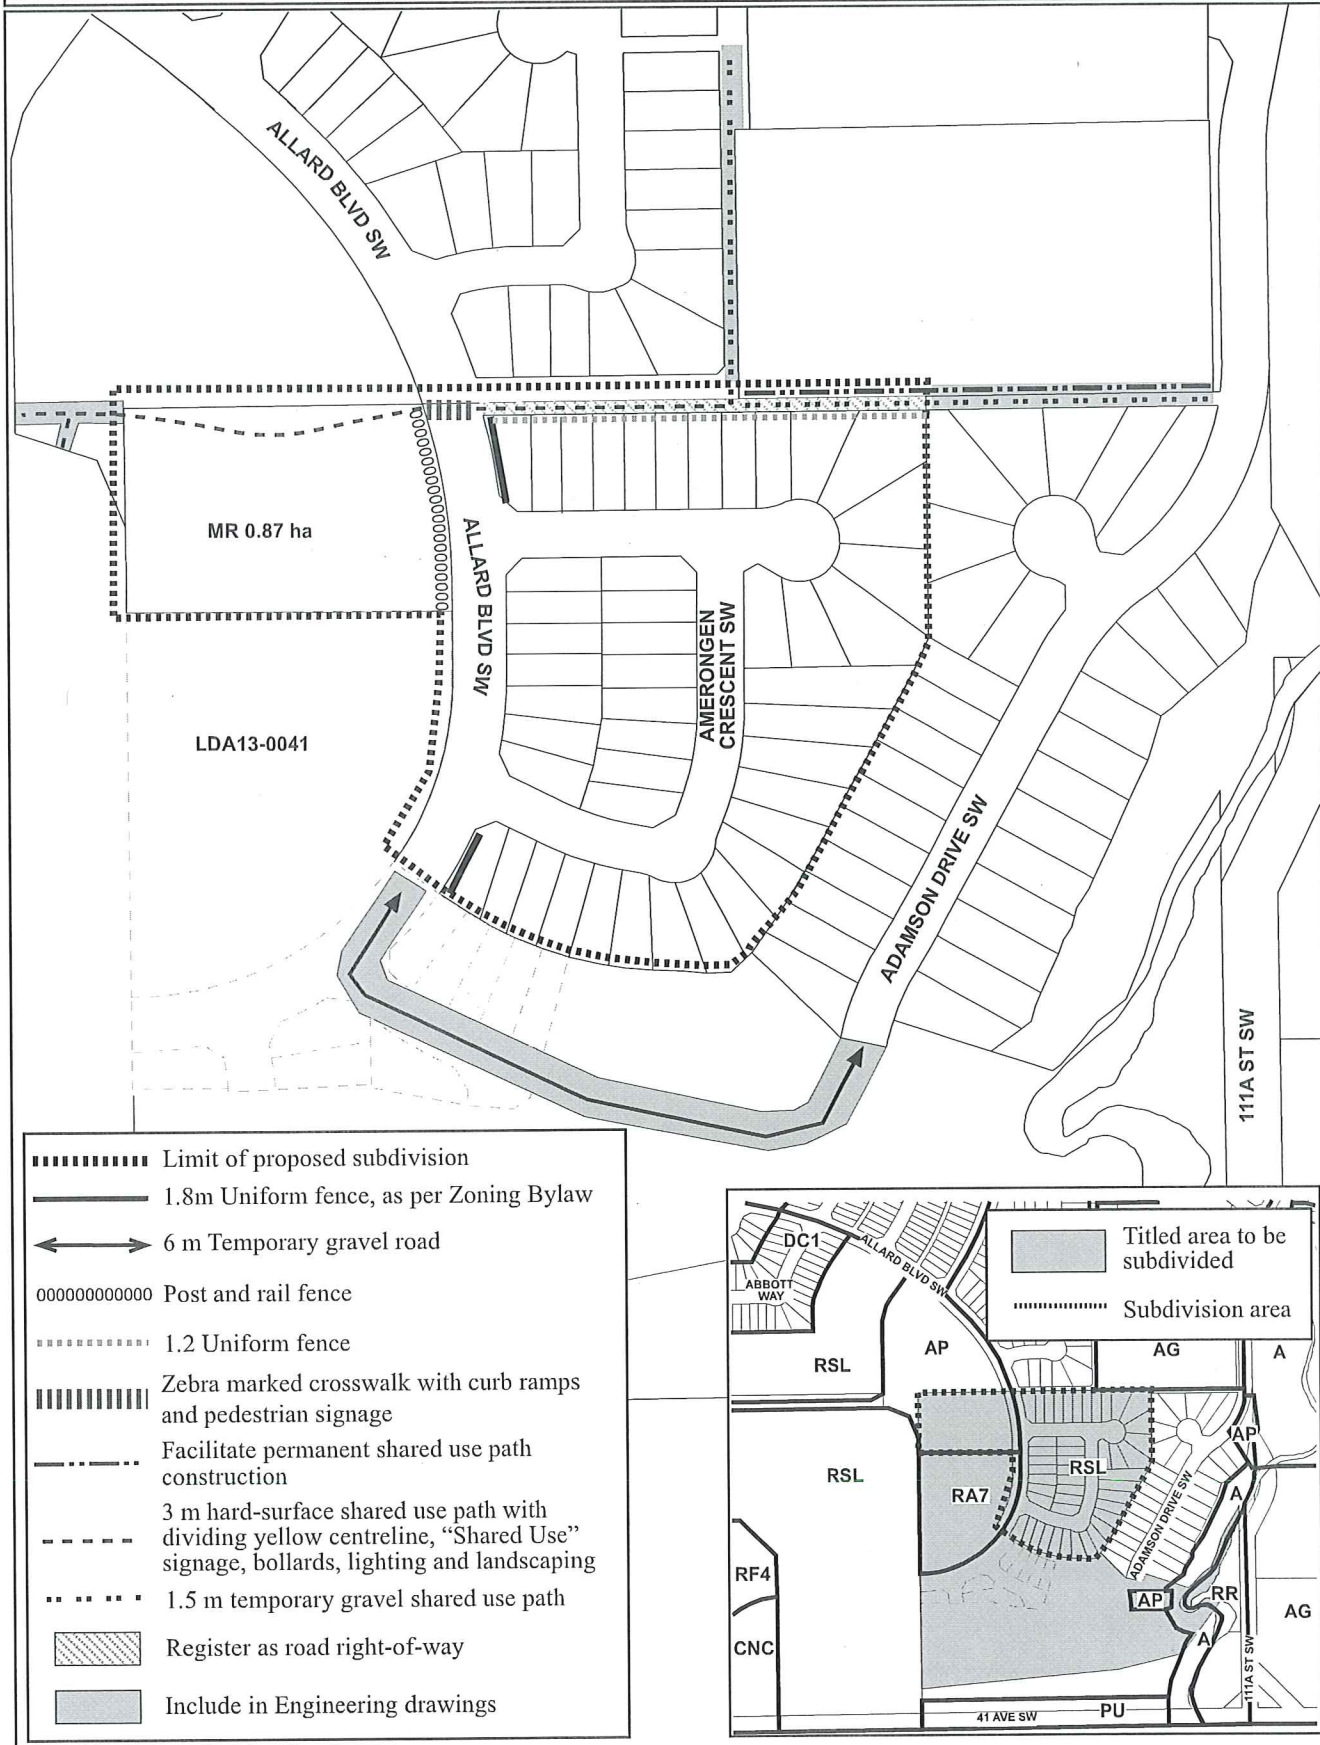 ALLARD BLVD SW
MR 0.87 ha
ALLARD BLVD SW
AMERONGEN
CRESCENT SW
LDA13-0041
ADAMSON DRIVE SW
111A ST SW
Limit of proposed subdivision
1.8m Uniform fence, as per Zoning Bylaw
6 m Temporary gravel road
Post and rail fence
1.2 Uniform fence
Zebra marked crosswalk with curb ramps
and pedestrian signage
Facilitate permanent shared use path
construction
3 m hard-surface shared use path with
dividing yellow centreline, “Shared Use”
signage, bollards, lighting and landscaping
1.5 m temporary gravel shared use path
Register as road right-of-way
Include in Engineering drawings
Titled area to be
subdivided
Subdivision area
DC1
ALLARD BLVD SW
ABBOTT
WAY
RSL
AP
AG
A
RSL
RA7
RSL
AP
A
ADAMSON DRIVE SW
RF4
AP
RR
AG
CNC
A
111A ST SW
41 AVE SW
PU